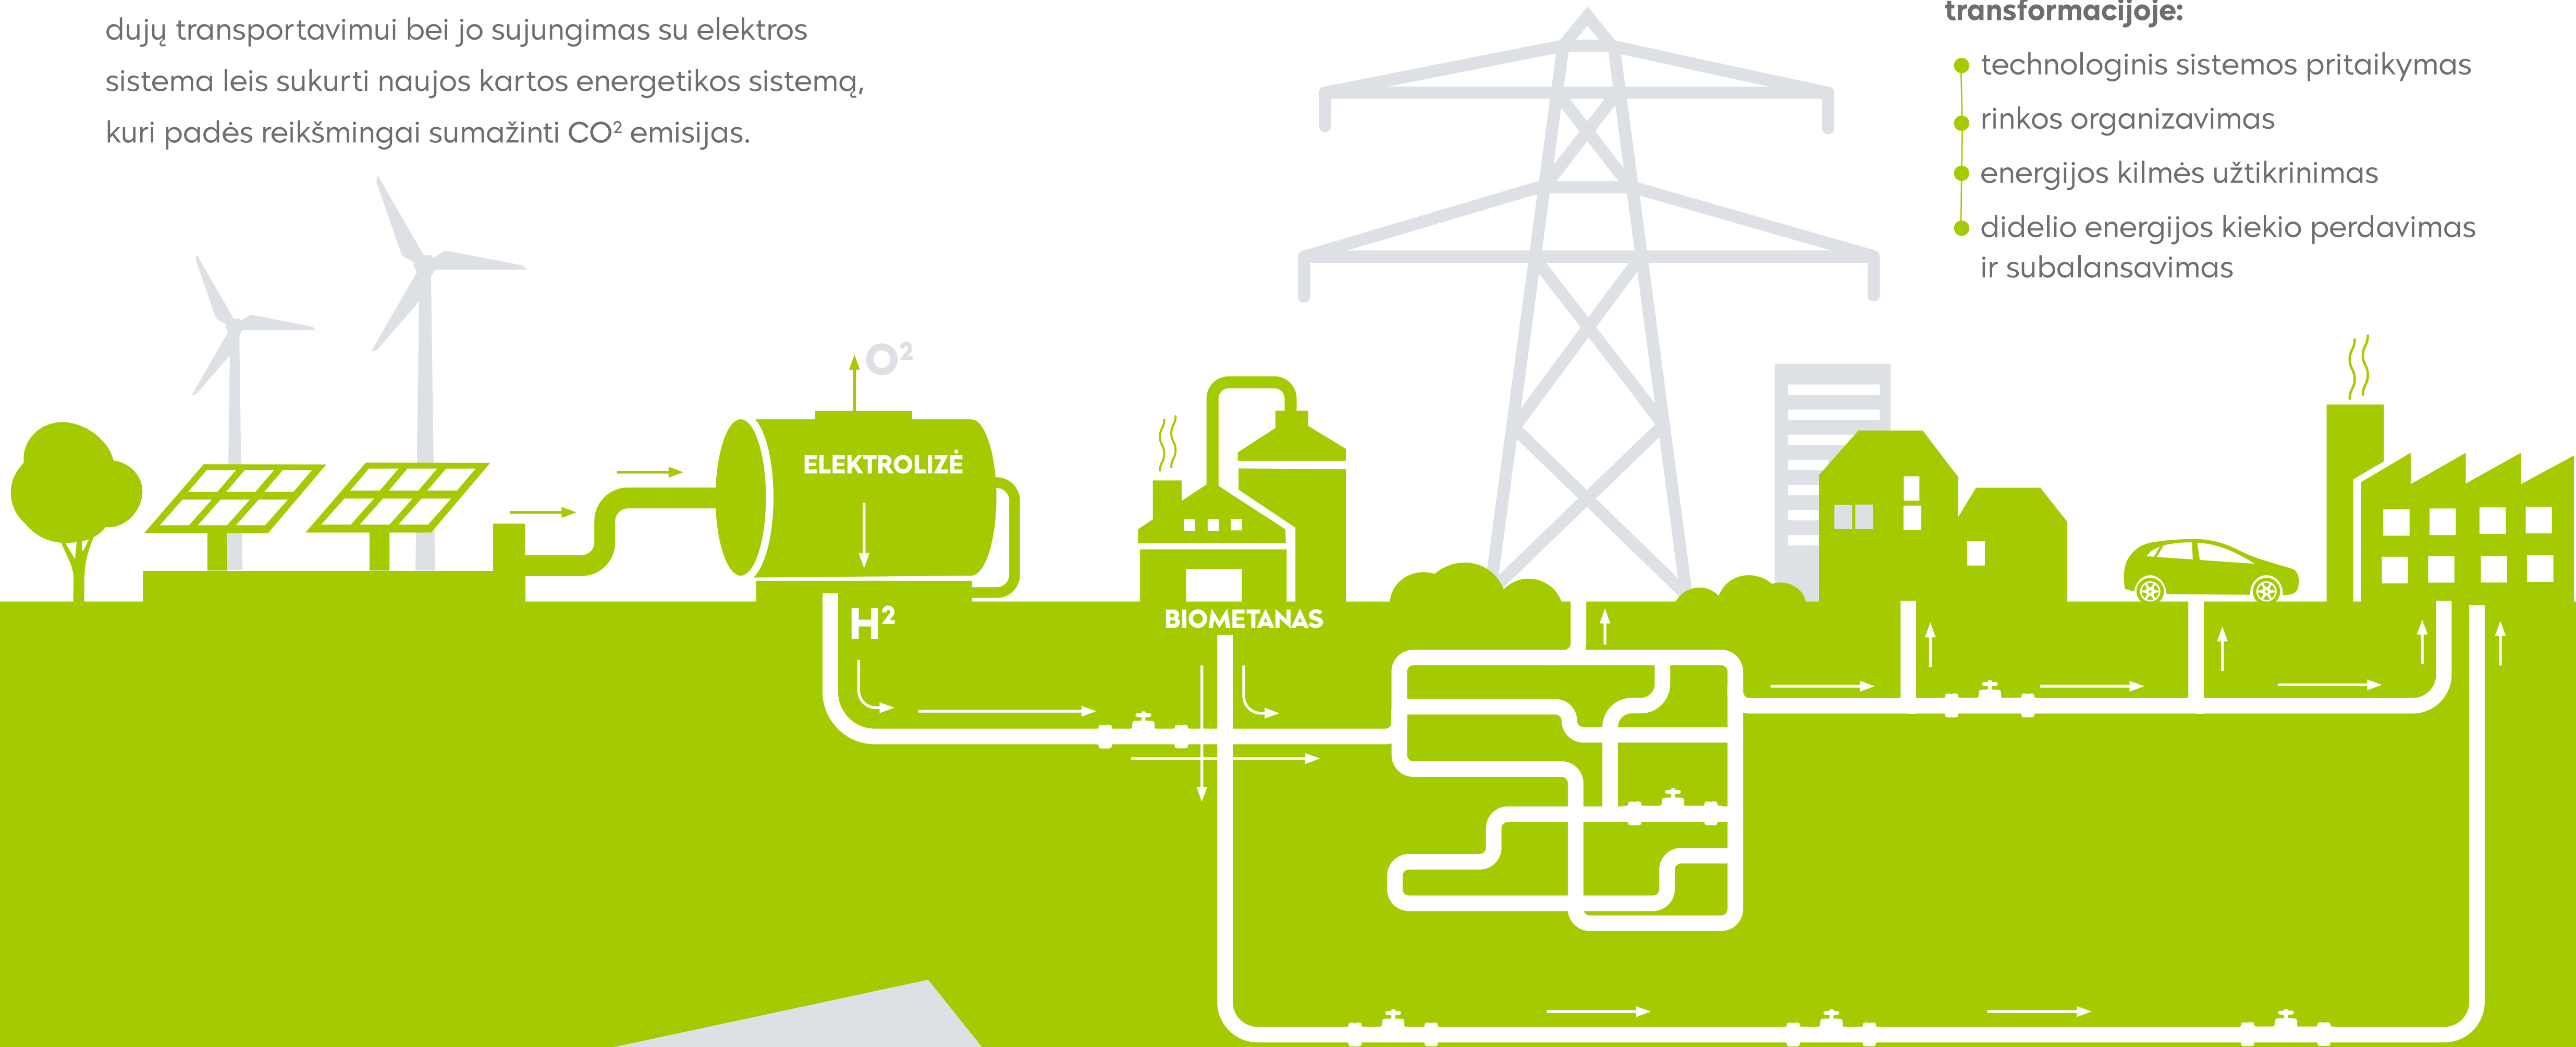 dujų transportavimui bei jo sujungimas su elektros
sistema leis sukurti naujos kartos energetikos sistemą,
kuri padės reikšmingai sumažinti CO² emisijas.
transformacijoje:
technologinis sistemos pritaikymas
rinkos organizavimas
energijos kilmės užtikrinimas
didelio energijos kiekio perdavimas
ir subalansavimas
O²
ELEKTROLIZĖ
H²
BIOMETANAS